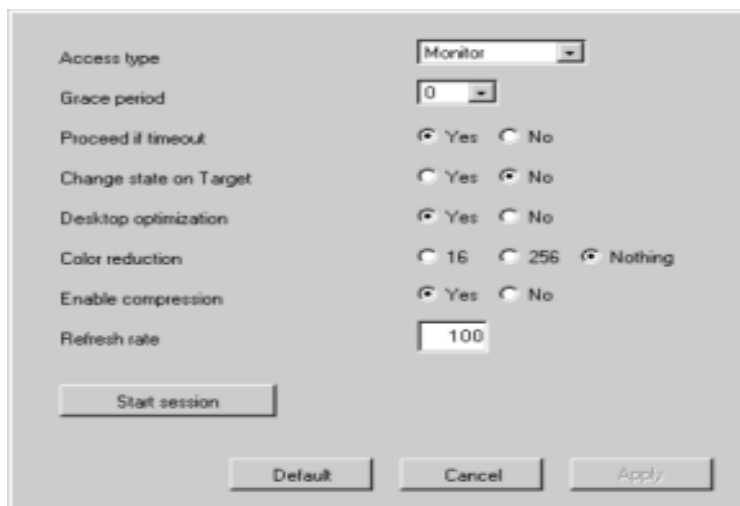 Access type Monitor
Grace period 0
Proceed if timeout Yes No
Change state on Target Yes No
Desktop optimization Yes No
Color reduction 16 256 Nothing
Enable compression Yes No
Refresh rate 100
Start session
Default Cancel Apply